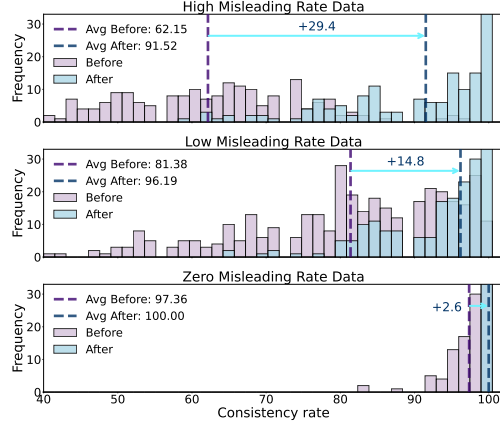 High Misleading Rate Data
Frequency
30
20
10
0
Avg Before: 62.15
Avg After: 91.52
Before
After
+29.4
Low Misleading Rate Data
Frequency
30
20
10
0
Avg Before: 81.38
Avg After: 96.19
Before
After
+14.8
Zero Misleading Rate Data
Frequency
30
20
10
0
Avg Before: 97.36
Avg After: 100.00
Before
After
+2.6
40 50 60 70 80 90 100
Consistency rate